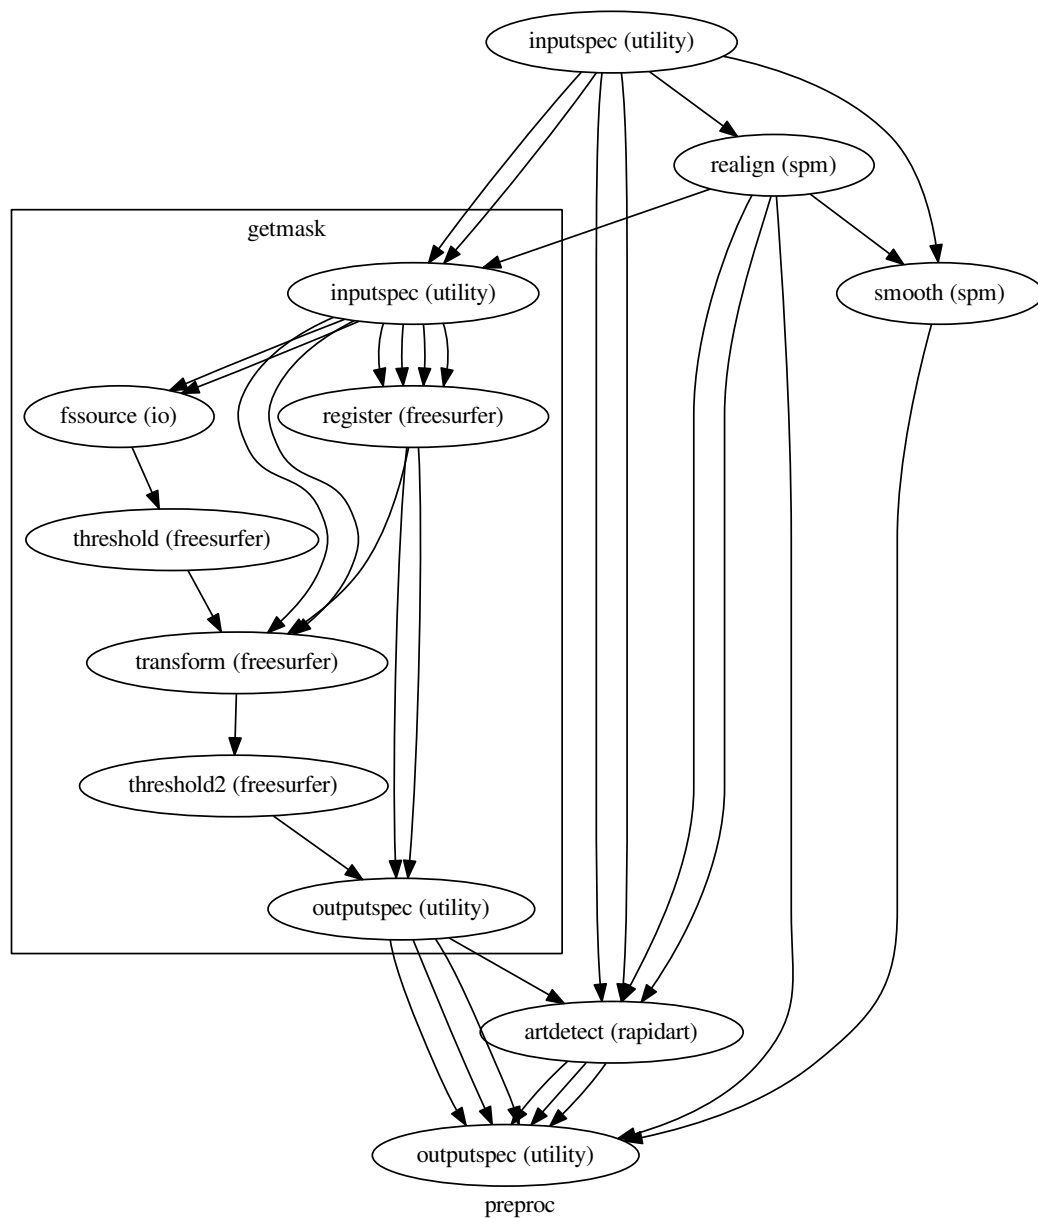 inputspec (utility)
realign (spm)
getmask
inputspec (utility)
smooth (spm)
fssource (io)
register (freesurfer)
threshold (freesurfer)
transform (freesurfer)
threshold2 (freesurfer)
outputspec (utility)
artdetect (rapidart)
outputspec (utility)
preproc